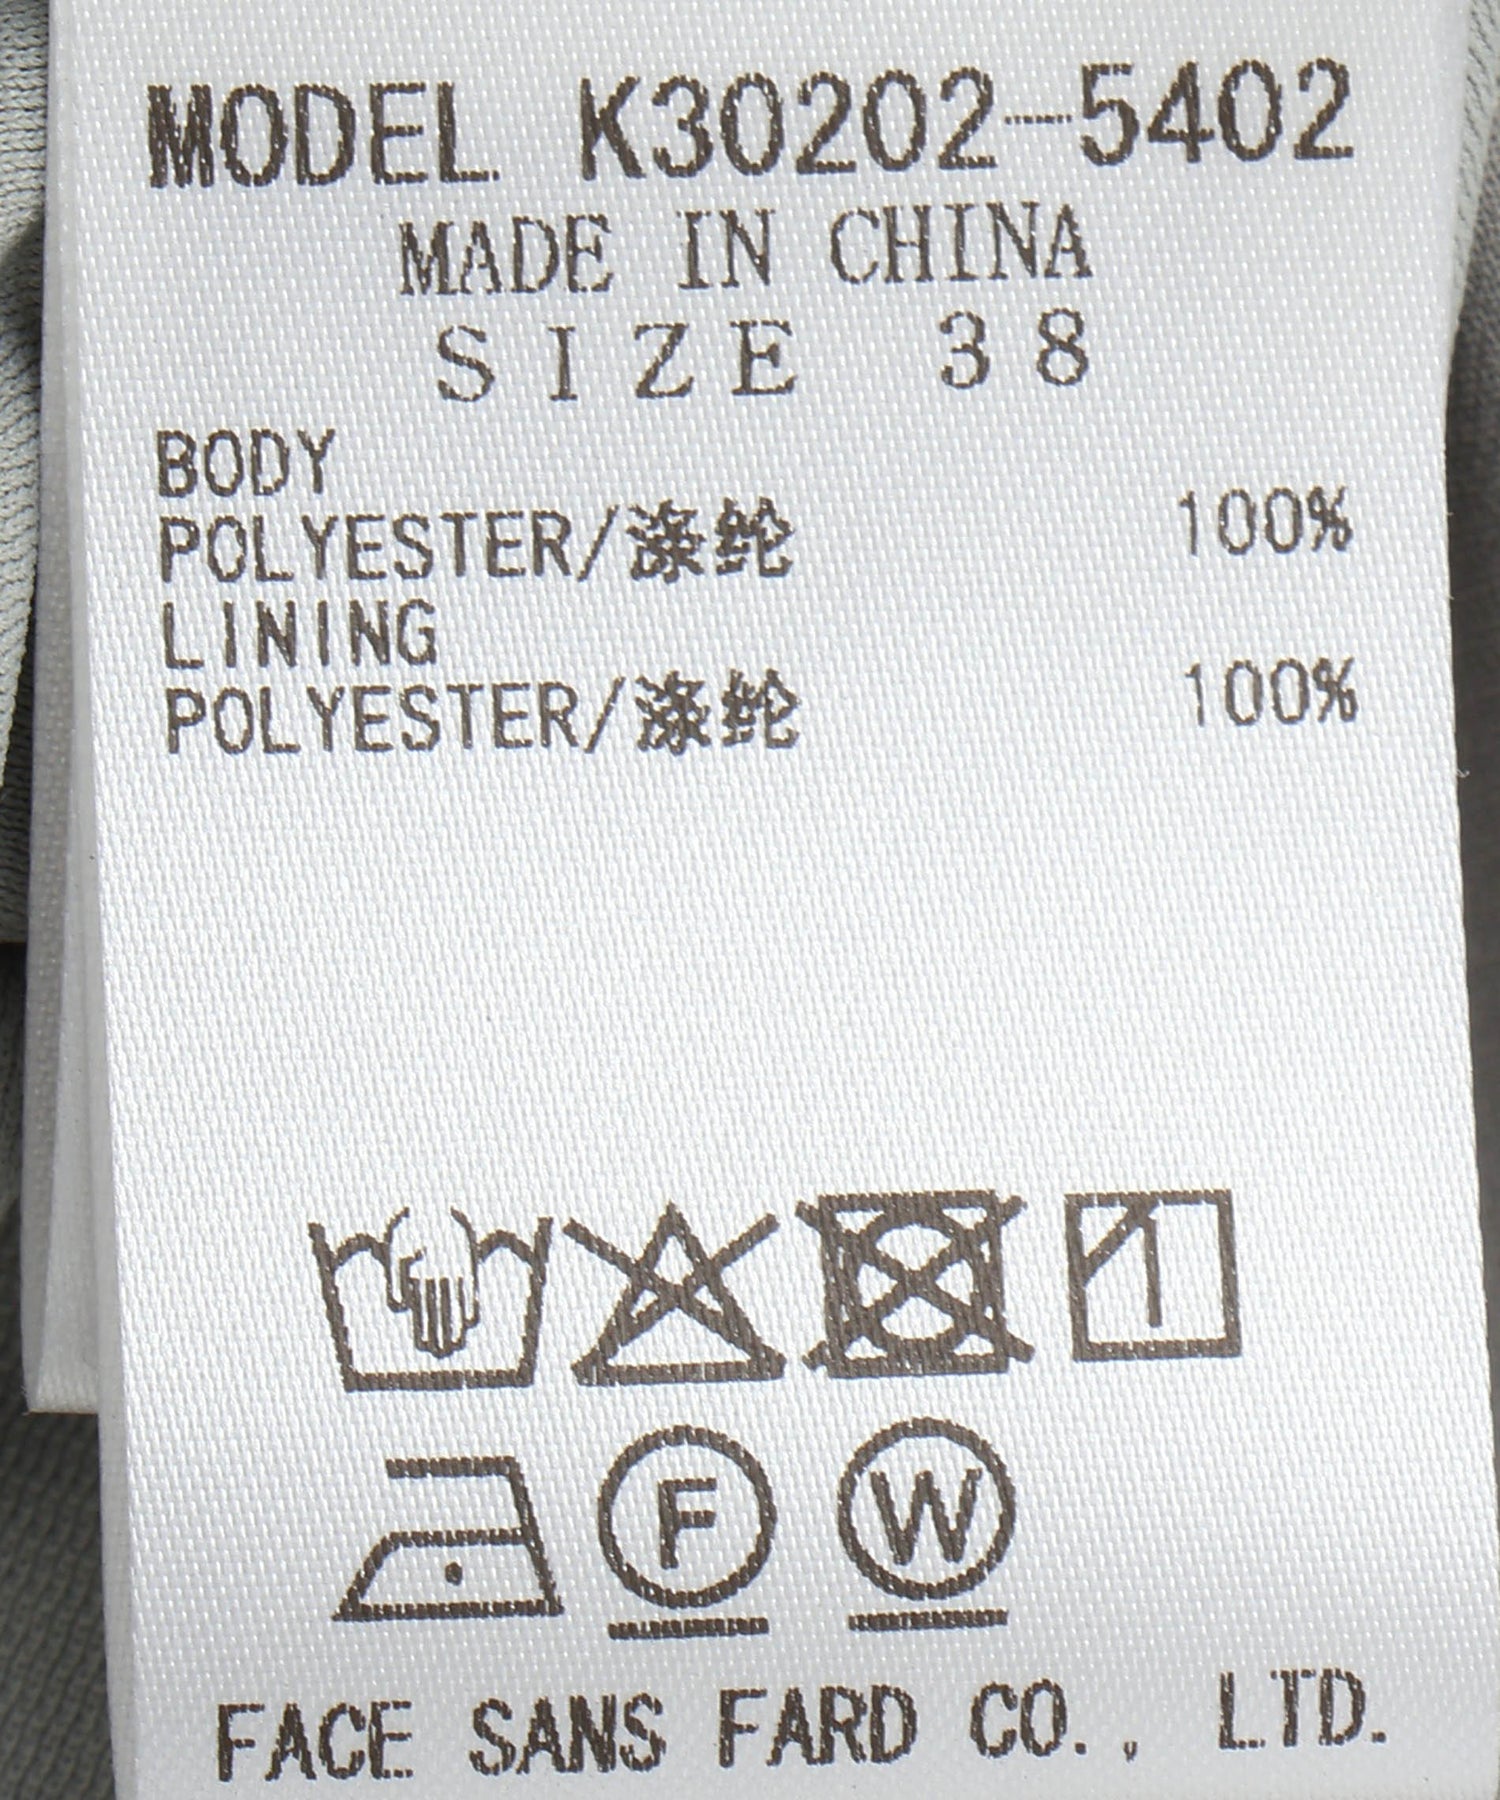 MODEL K30202-5402
MADE IN CHINA
SIZE 38
BODY
POLYESTER/涤纶 100%
LINING
POLYESTER/涤纶 100%
F W
FACE SANS FARD CO., LTD.